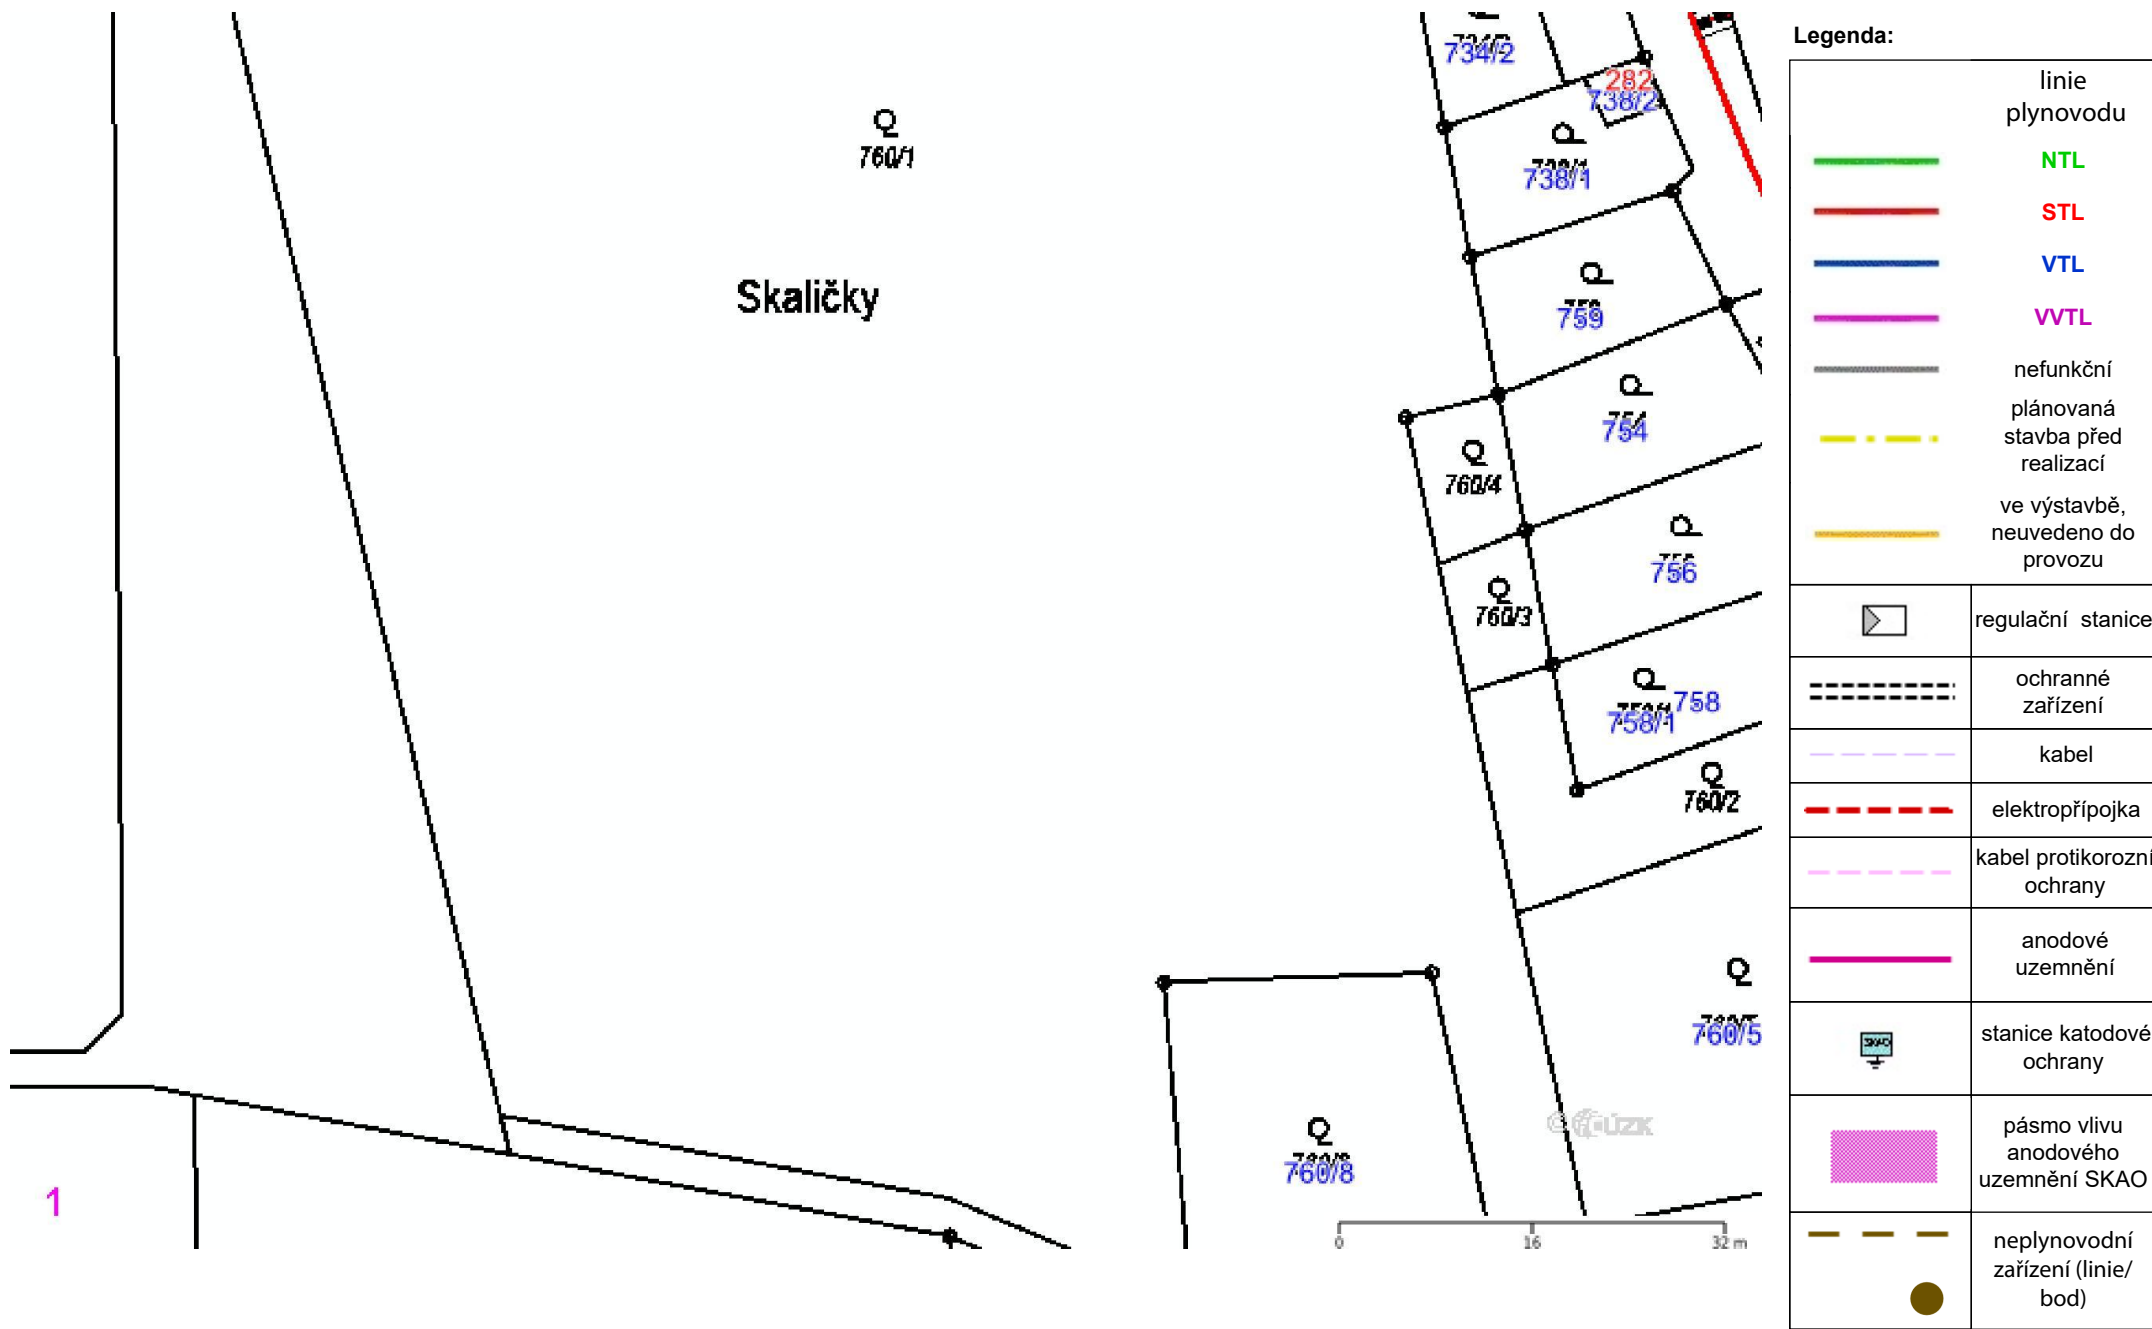 Legenda:
linie
plynovodu
NTL
STL
VTL
VVTL
nefunkční
plánovaná
stavba před
realizací
ve výstavbě,
neuvedeno do
provozu
regulační stanice
ochranné
zařízení
kabel
elektropřípojka
kabel protikorozní
ochrany
anodové
uzemnění
SKAO
stanice katodové
ochrany
pásmo vlivu
anodového
uzemnění SKAO
neplynovodní
zařízení (linie/
bod)
734/2
282
738/2
760/1
738/1
Skaličky
759
754
760/4
756
760/3
758
758/1
760/2
760/5
© ČÚZK
760/8
1
0 16 32 m